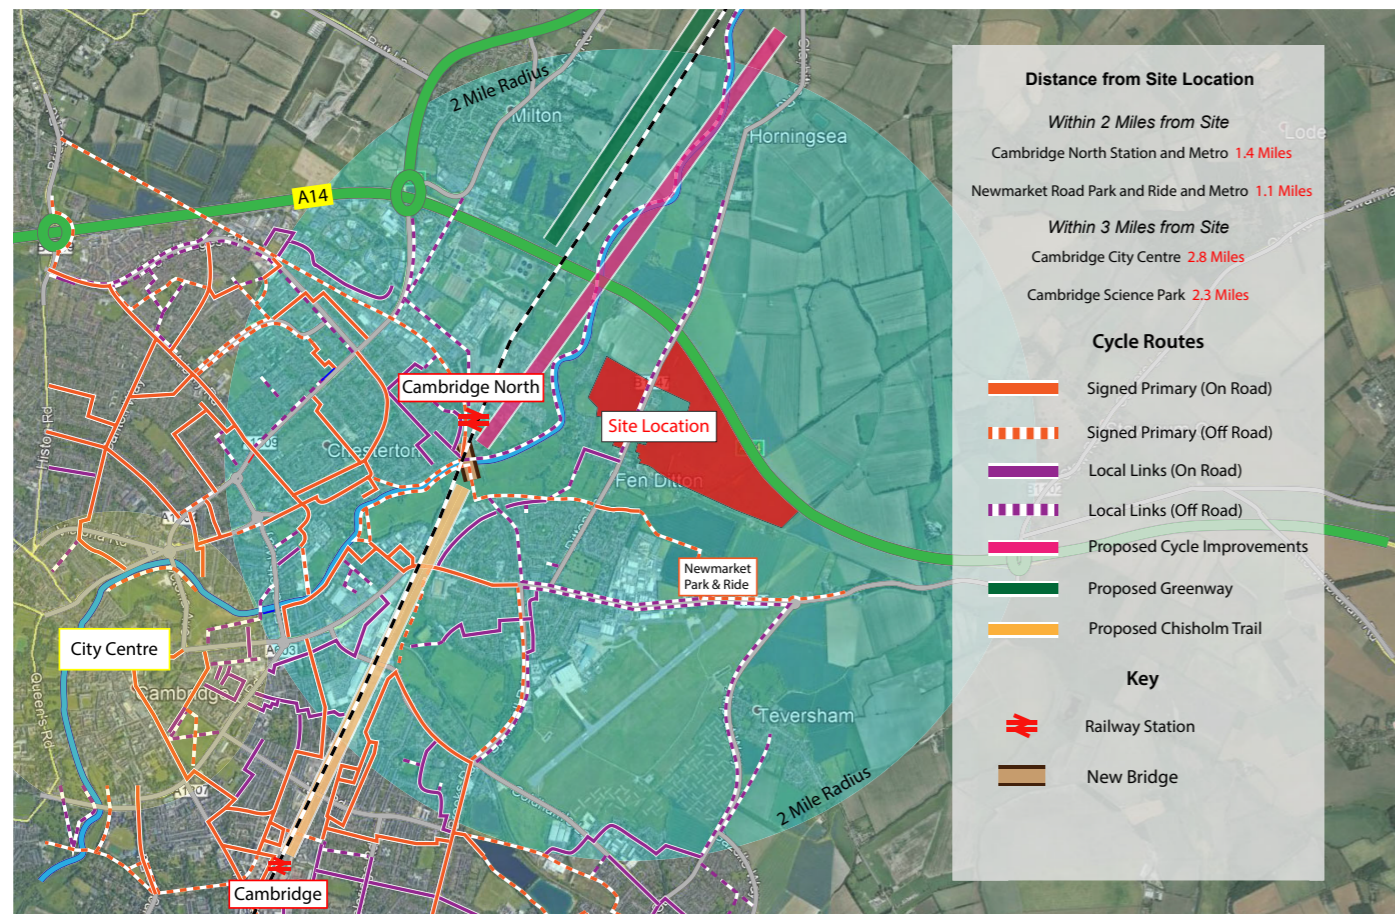 2 Mile Radius
Milton
Horningsea
Lode
A14
Histon Rd
Cambridge North
Chesterton
Site Location
Fen Ditton
Newmarket
Park & Ride
City Centre
Cambridge
Queen's Rd
Teversham
2 Mile Radius
Cambridge
Distance from Site Location
Within 2 Miles from Site
Cambridge North Station and Metro 1.4 Miles
Newmarket Road Park and Ride and Metro 1.1 Miles
Within 3 Miles from Site
Cambridge City Centre 2.8 Miles
Cambridge Science Park 2.3 Miles
Cycle Routes
Signed Primary (On Road)
Signed Primary (Off Road)
Local Links (On Road)
Local Links (Off Road)
Proposed Cycle Improvements
Proposed Greenway
Proposed Chisholm Trail
Key
Railway Station
New Bridge